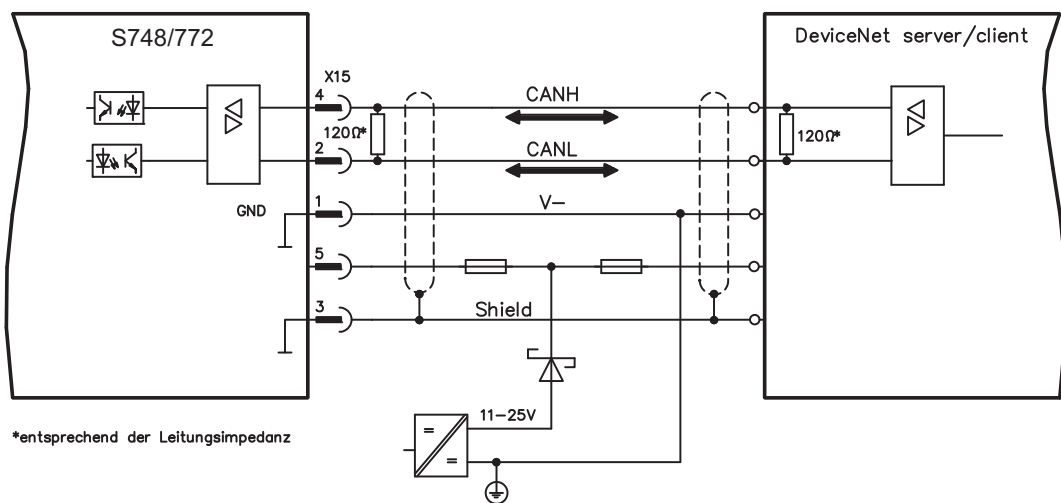 S748/772
DeviceNet server/client
X15
4
CANH
120Ω*
120Ω*
2
CANL
1
GND
V−
5
3
Shield
11−25V
=
=
*entsprechend der Leitungsimpedanz